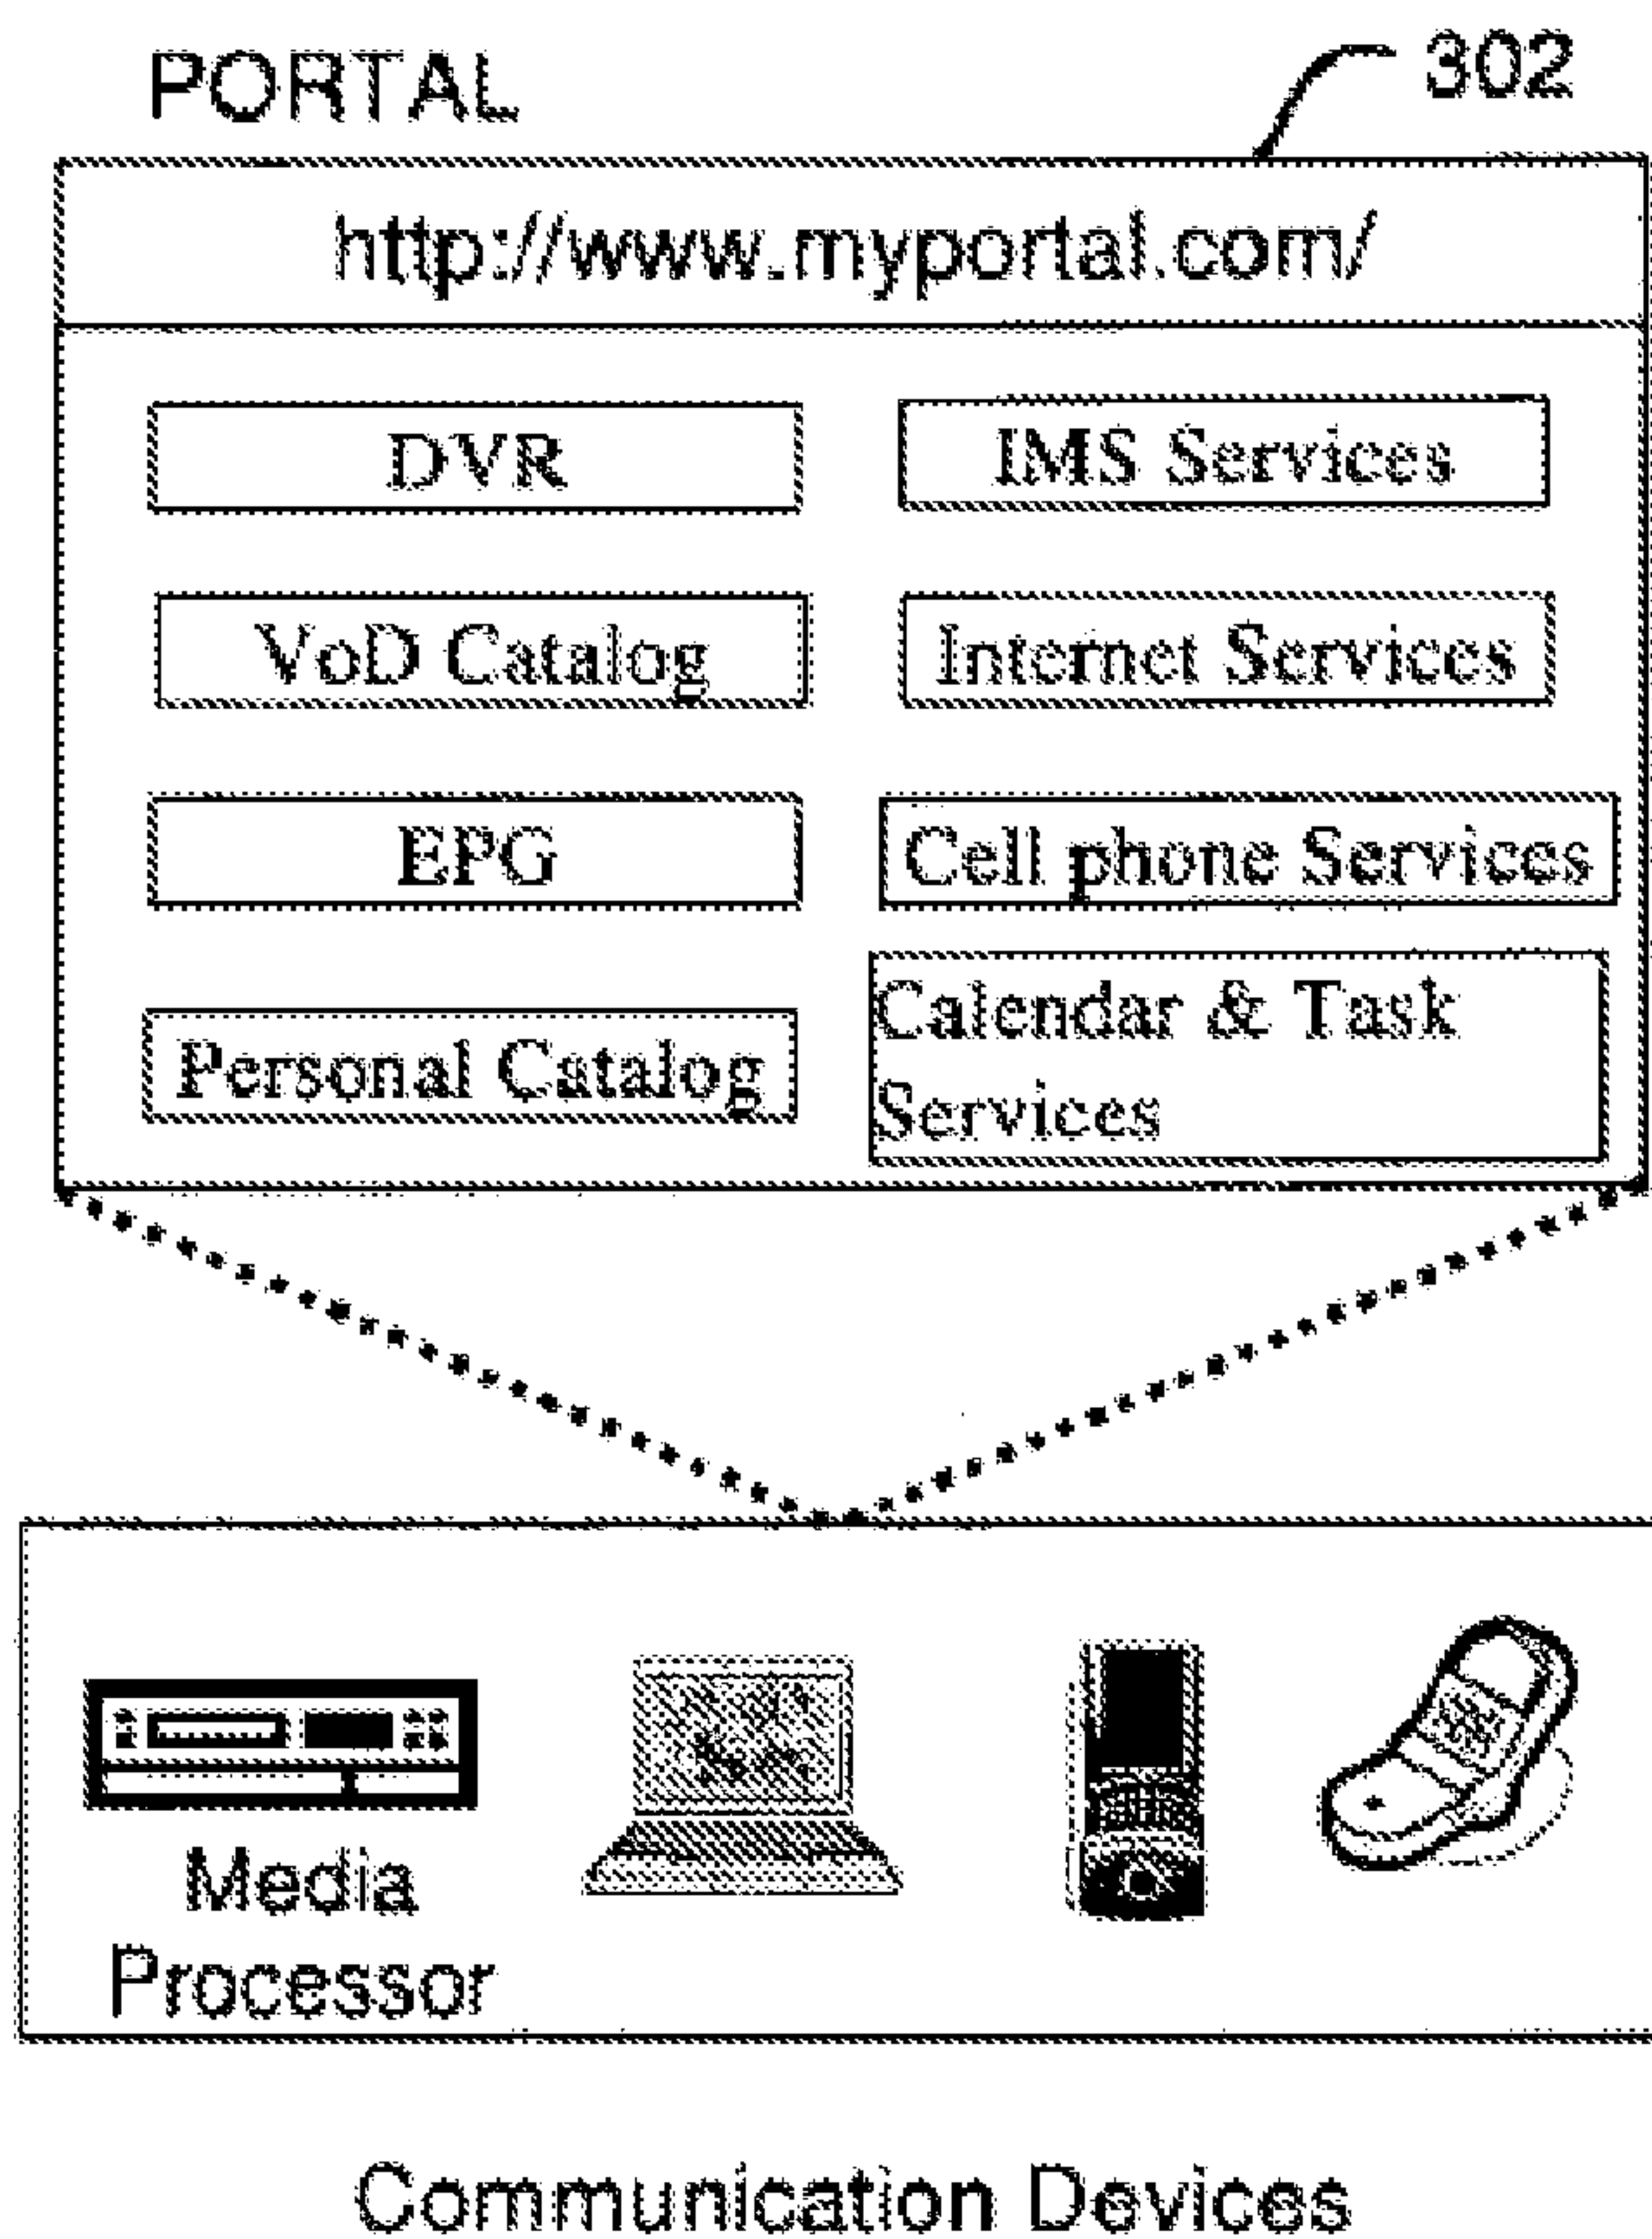 PORTAL 302
http://www.myportal.com/
DVR IMS Services
VoD Catalog Internet Services
EPG Cell phone Services
Personal Catalog
Calendar & Task
Services
Media
Processor
Communication Devices